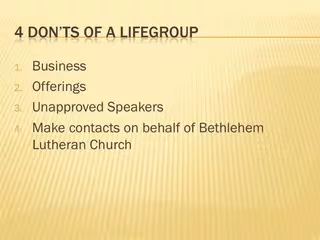 4 DON'TS OF A LIFEGROUP
1. Business
2. Offerings
3. Unapproved Speakers
4. Make contacts on behalf of Bethlehem
Lutheran Church